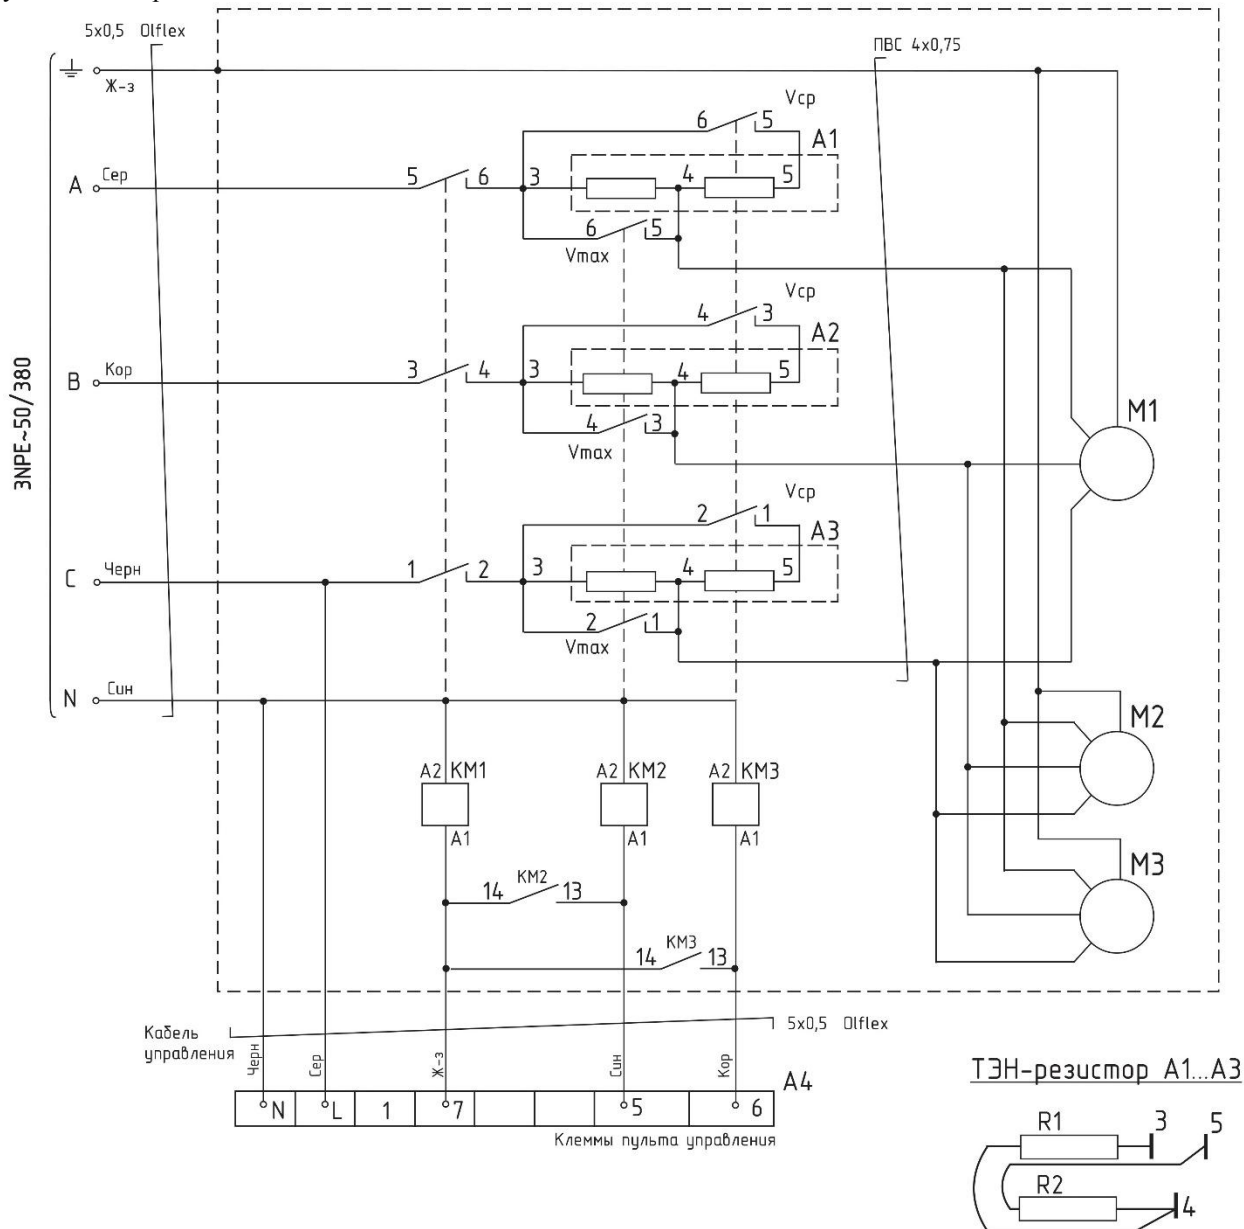 5x0,5 Olflex
ПВС 4x0,75
Ж-з
Vср
6 5
A1
A Сер
5 6 3 4 5
6 5
Vmax
Vср
4 3
A2
B Кор
3 4 3 4 5
4 3
Vmax
3NPE~50/380
M1
Vср
2 1
A3
C Черн
1 2 3 4 5
2 1
Vmax
N Син
M2
A2 KM1 A2 KM2 A2 KM3
A1 A1 A1
M3
14 KM2 13
14 KM3 13
Кабель
управления
5x0,5 Olflex
Черн Сер Ж-з Син Кор
A4
N L 1 7 5 6
Клеммы пульта управления
ТЭН-резистор A1...A3
R1 3 5
R2 4